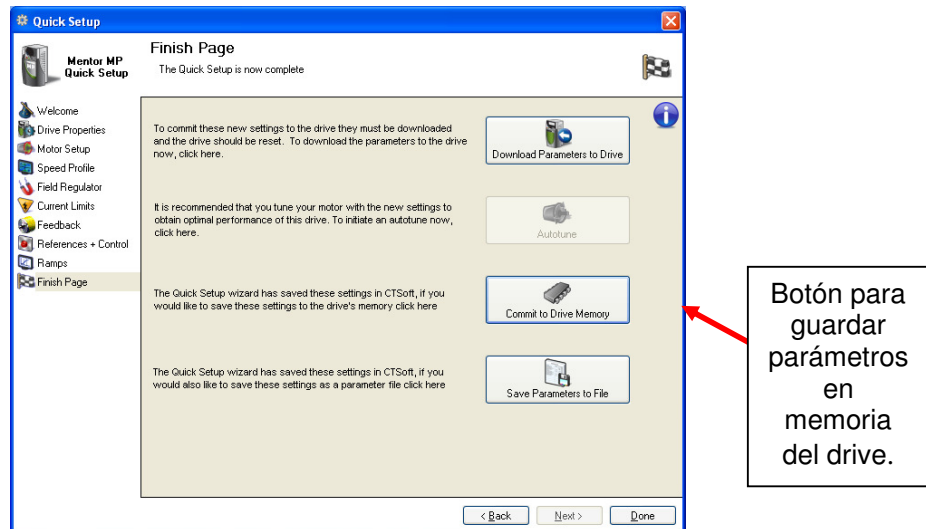 Quick Setup
Mentor MP
Quick Setup
Finish Page
The Quick Setup is now complete
Welcome
Drive Properties
Motor Setup
Speed Profile
Field Regulator
Current Limits
Feedback
References + Control
Ramps
Finish Page
To commit these new settings to the drive they must be downloaded
and the drive should be reset. To download the parameters to the drive
now, click here.
Download Parameters to Drive
It is recommended that you tune your motor with the new settings to
obtain optimal performance of this drive. To initiate an autotune now,
click here.
Autotune
The Quick Setup wizard has saved these settings in CTSoft, if you
would like to save these settings to the drive's memory click here
Commit to Drive Memory
The Quick Setup wizard has saved these settings in CTSoft, if you
would also like to save these settings as a parameter file click here
Save Parameters to File
< Back
Next >
Done
Botón para
guardar
parámetros
en
memoria
del drive.